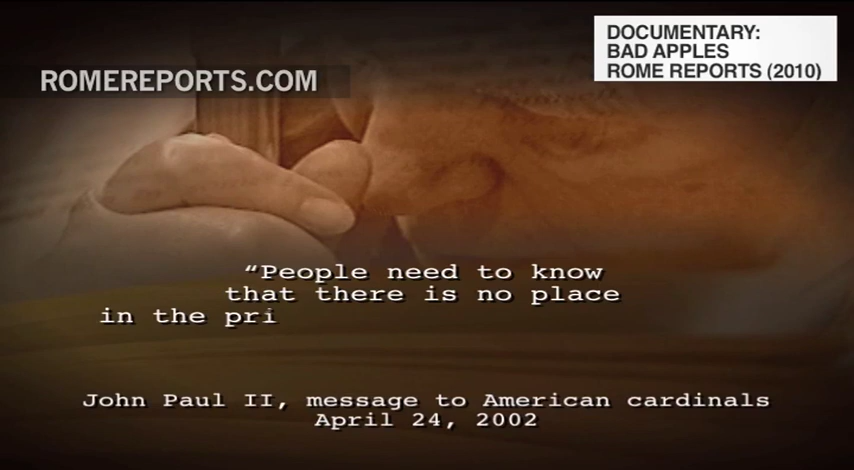 DOCUMENTARY:
BAD APPLES
ROME REPORTS (2010)
ROMEREPORTS.COM
“People need to know
that there is no place
in the pri
John Paul II, message to American cardinals
April 24, 2002